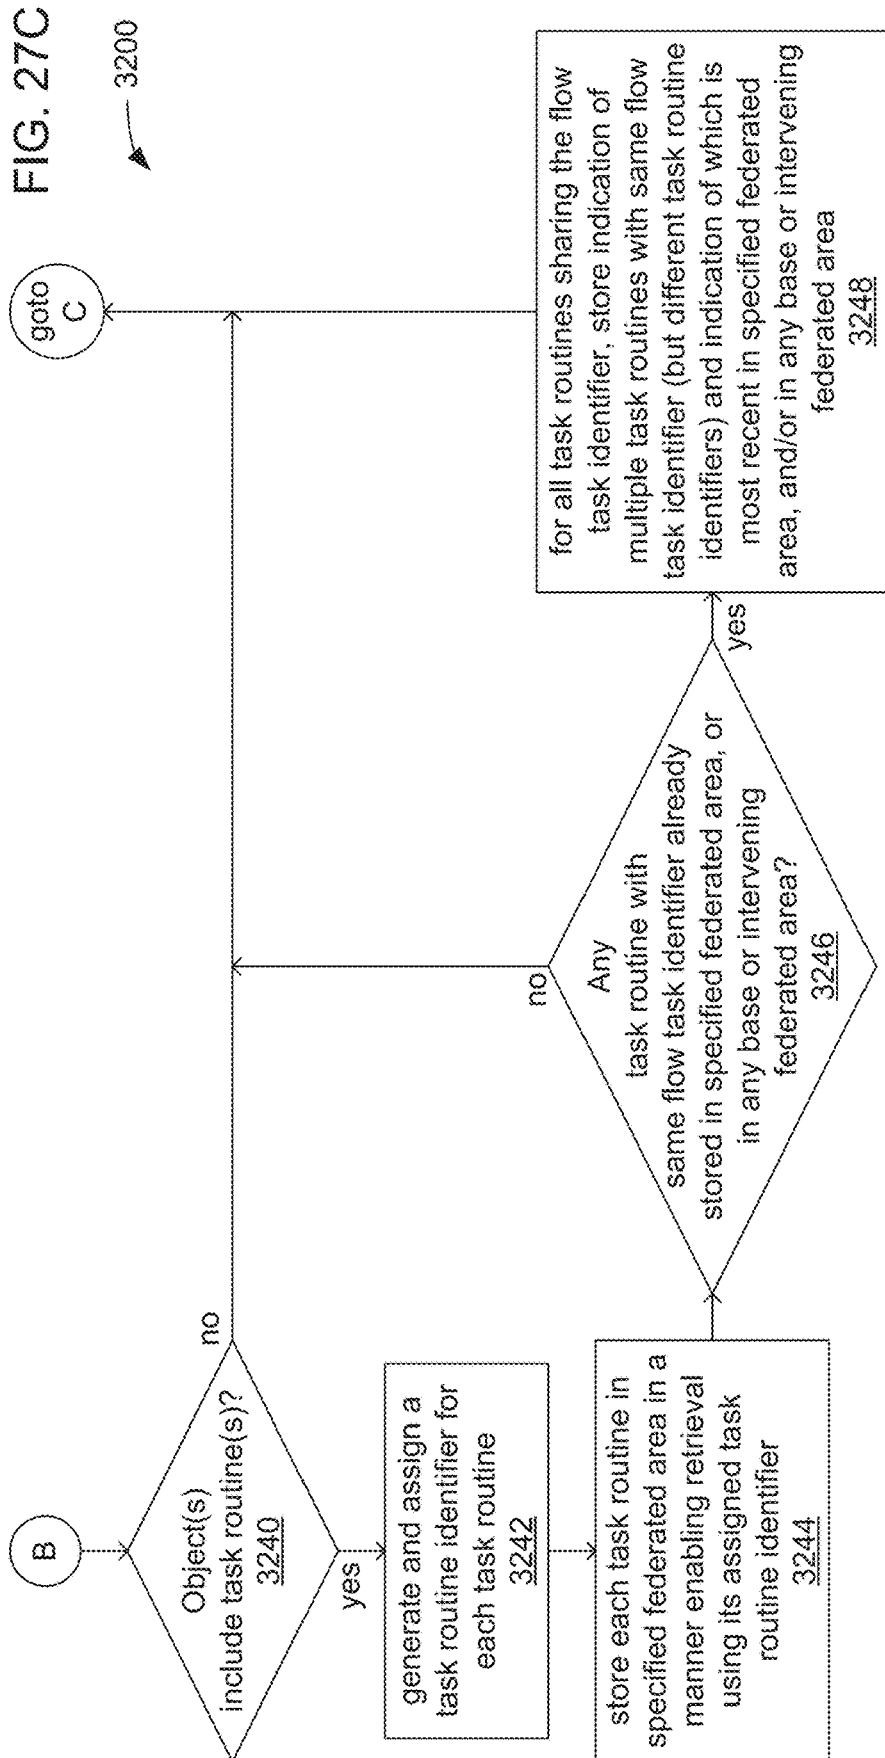 FIG. 27C
3200
B
Object(s)
include task routine(s)?
3240
no
yes
generate and assign a
task routine identifier for
each task routine
3242
store each task routine in
specified federated area in a
manner enabling retrieval
using its assigned task
routine identifier
3244
Any
task routine with
same flow task identifier already
stored in specified federated area, or
in any base or intervening
federated area?
3246
no
yes
for all task routines sharing the flow
task identifier, store indication of
multiple task routines with same flow
task identifier (but different task routine
identifiers) and indication of which is
most recent in specified federated
area, and/or in any base or intervening
federated area
3248
goto
C